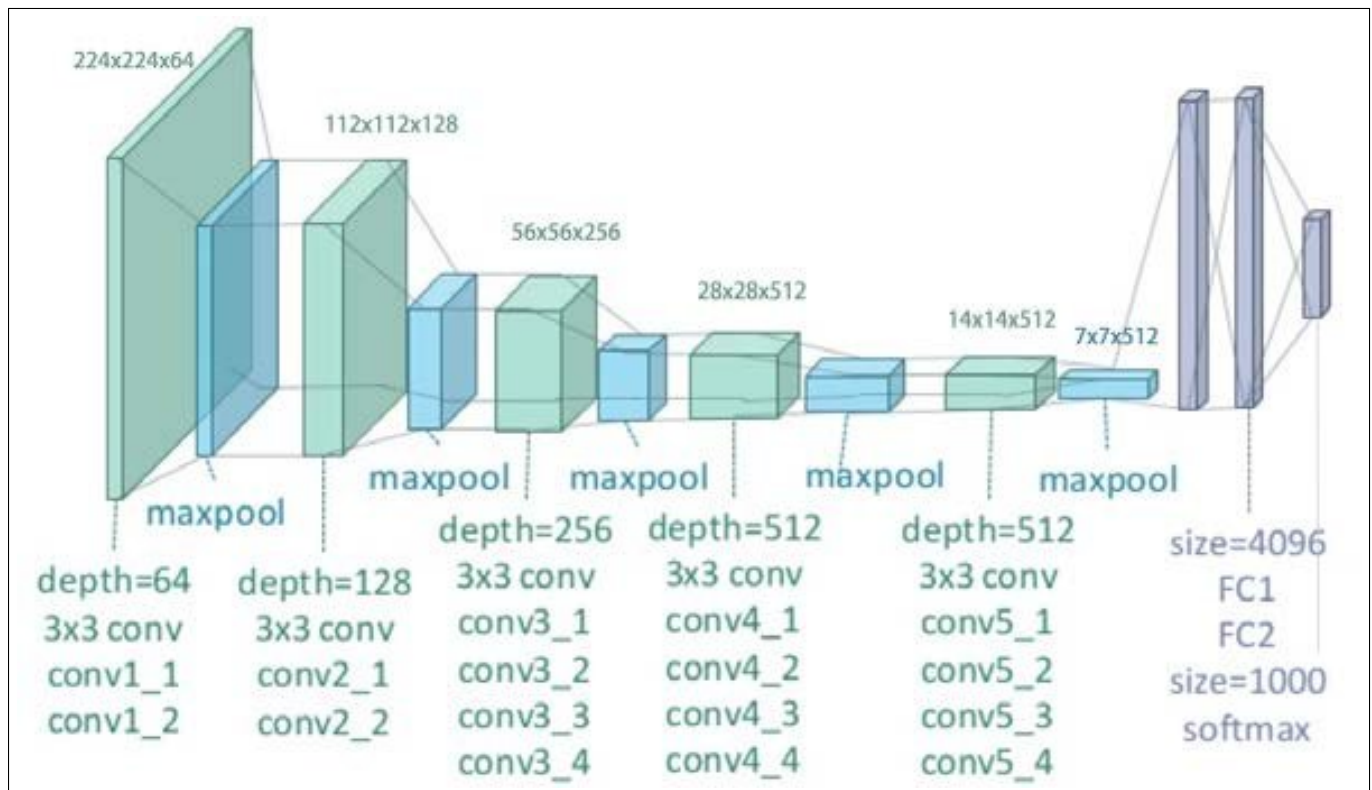 224x224x64
112x112x128
56x56x256
28x28x512
14x14x512
7x7x512
maxpool
maxpool
maxpool
maxpool
maxpool
depth=64
3x3 conv
conv1_1
conv1_2
depth=128
3x3 conv
conv2_1
conv2_2
depth=256
3x3 conv
conv3_1
conv3_2
conv3_3
conv3_4
depth=512
3x3 conv
conv4_1
conv4_2
conv4_3
conv4_4
depth=512
3x3 conv
conv5_1
conv5_2
conv5_3
conv5_4
size=4096
FC1
FC2
size=1000
softmax